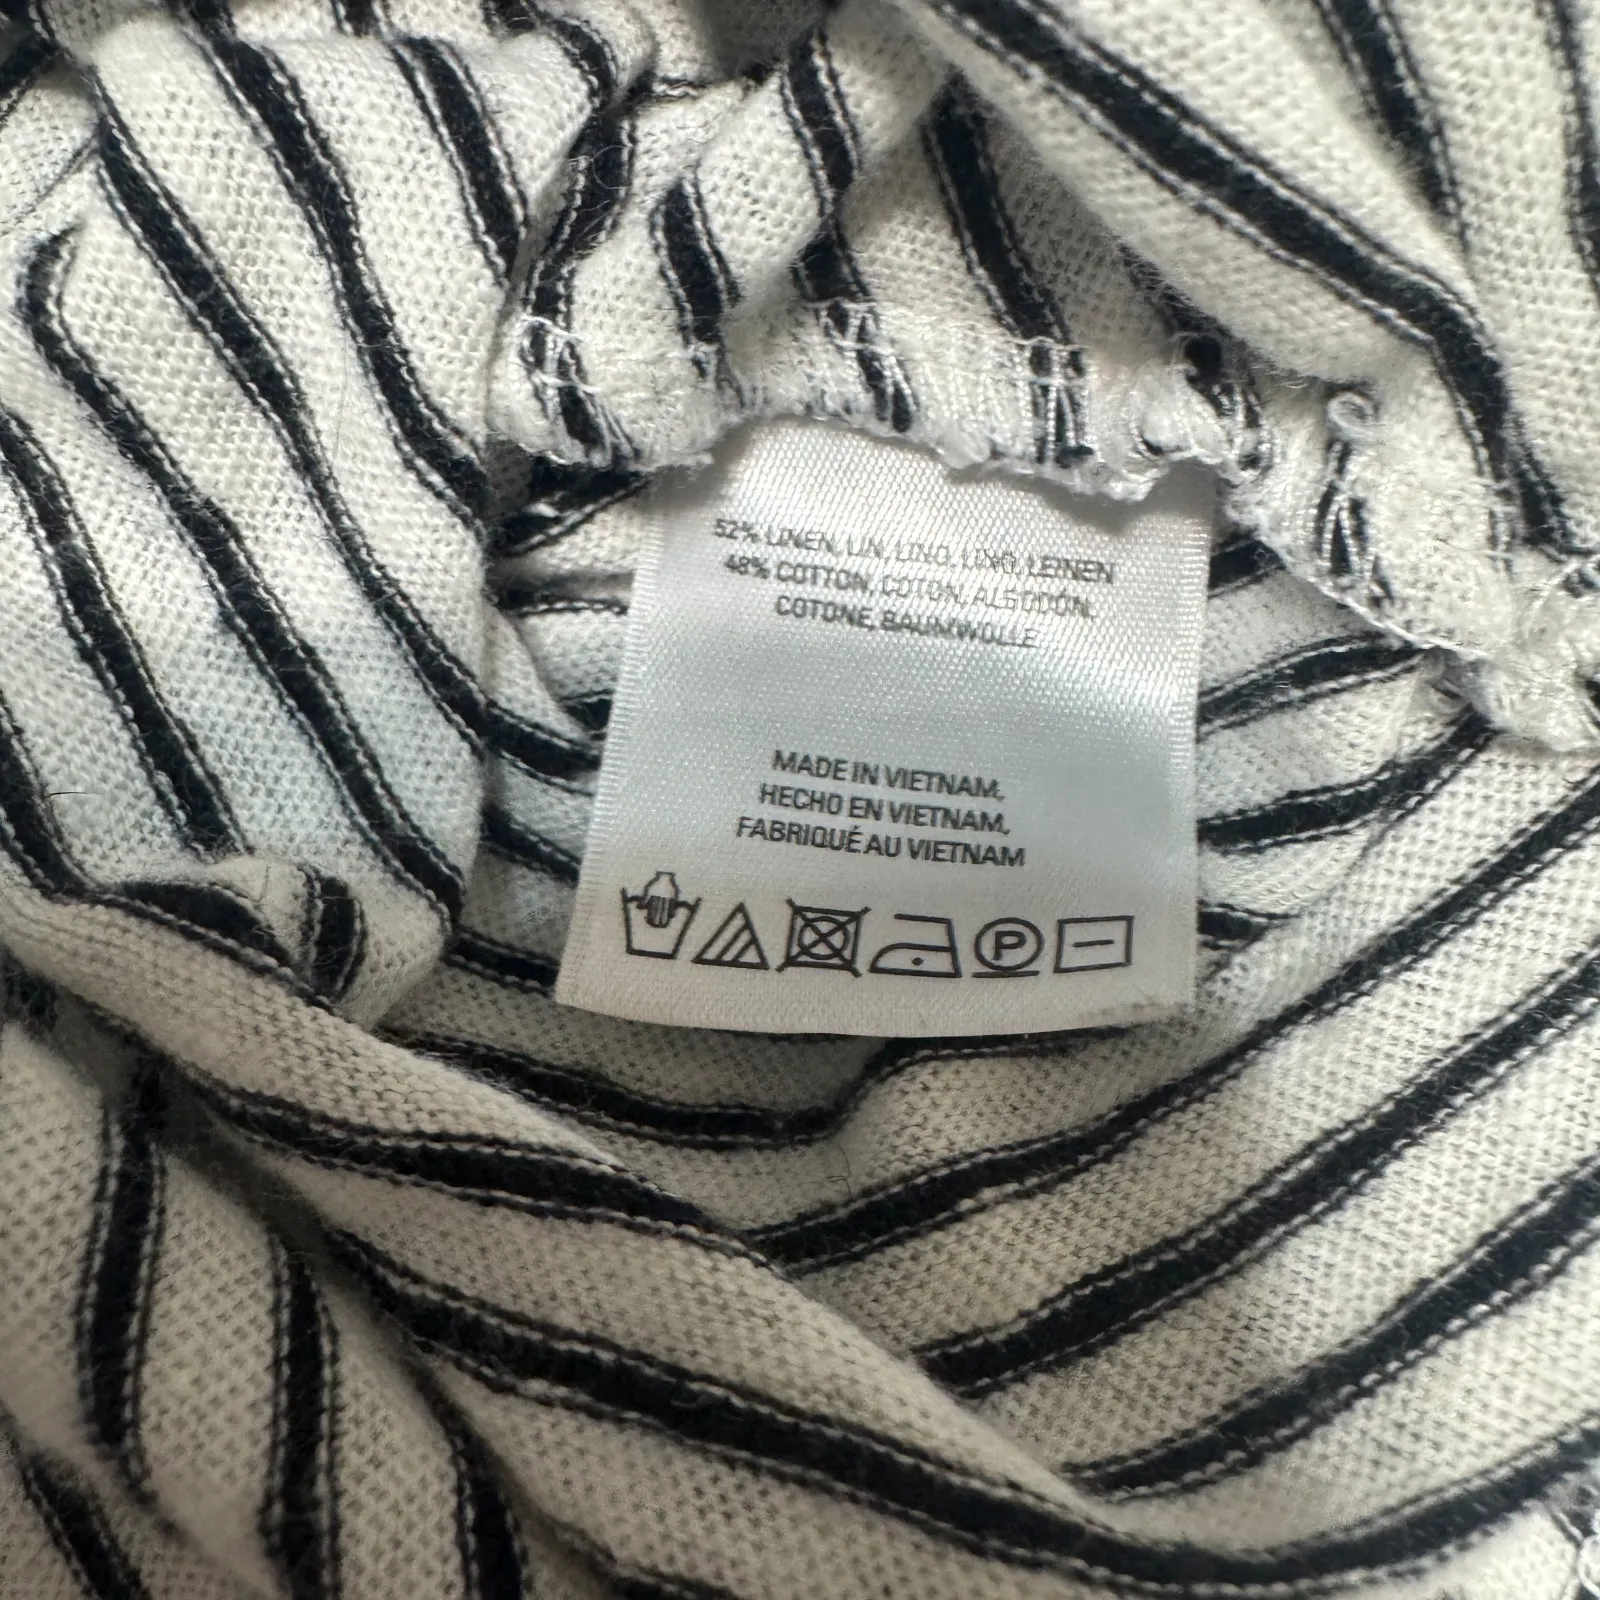 52% LINEN, LIN, LINO, LINO, LEINEN
48% COTTON, COTON, ALGODÓN,
COTONE, BAUMWOLLE
MADE IN VIETNAM,
HECHO EN VIETNAM,
FABRIQUÉ AU VIETNAM
P